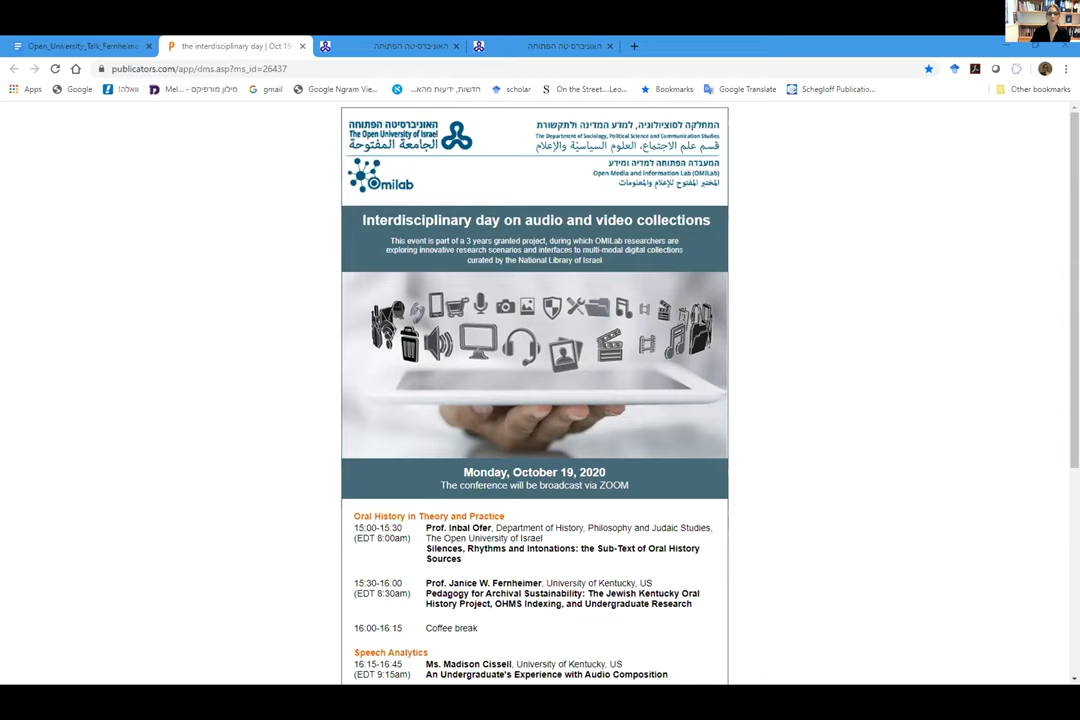 Open_University_Talk_Fernheime
the interdisciplinary day | Oct 19
האוניברסיטה הפתוחה
האוניברסיטה הפתוחה
publicators.com/app/dms.asp?ms_id=26437
Apps
Google
וואלה!
מילון מורפיקס - Mel...
gmail
Google Ngram Vie...
חדשות, ידיעות מהא...
scholar
On the Street....Leo...
Bookmarks
Google Translate
Schegloff Publicatio...
Other bookmarks
האוניברסיטה הפתוחה
The Open University of Israel
الجامعة المفتوحة
המחלקה לסוציולוגיה, למדע המדינה ולתקשורת
The Department of Sociology, Political Science and Communication Studies
قسم علم الاجتماع، العلوم السياسيّة والإعلام
Omilab
המעבדה הפתוחה למדיה ומידע
Open Media and Information Lab (OMILab)
المختبر المفتوح للإعلام والمعلومات
Interdisciplinary day on audio and video collections
This event is part of a 3 years granted project, during which OMILab researchers are
exploring innovative research scenarios and interfaces to multi-modal digital collections
curated by the National Library of Israel
Monday, October 19, 2020
The conference will be broadcast via ZOOM
Oral History in Theory and Practice
15:00-15:30 Prof. Inbal Ofer, Department of History, Philosophy and Judaic Studies,
(EDT 8:00am) The Open University of Israel
Silences, Rhythms and Intonations: the Sub-Text of Oral History
Sources
15:30-16:00 Prof. Janice W. Fernheimer, University of Kentucky, US
(EDT 8:30am) Pedagogy for Archival Sustainability: The Jewish Kentucky Oral
History Project, OHMS Indexing, and Undergraduate Research
16:00-16:15 Coffee break
Speech Analytics
16:15-16:45 Ms. Madison Cissell, University of Kentucky, US
(EDT 9:15am) An Undergraduate's Experience with Audio Composition